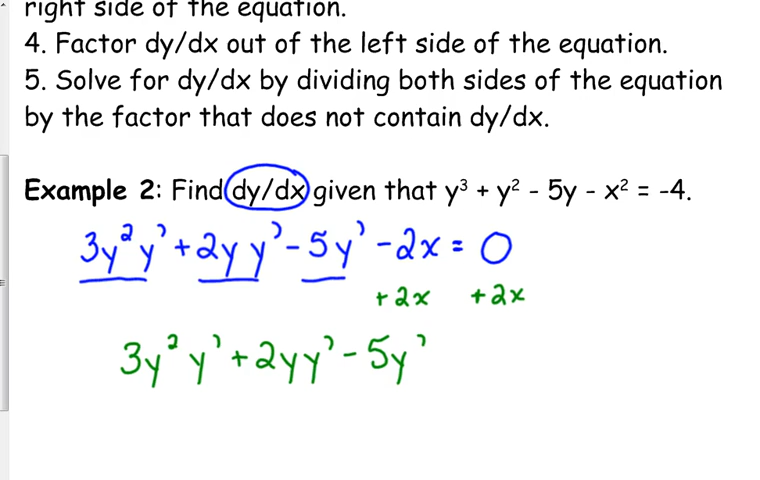 right side of the equation.
4. Factor dy/dx out of the left side of the equation.
5. Solve for dy/dx by dividing both sides of the equation
by the factor that does not contain dy/dx.
Example 2: Find dy/dx given that y³ + y² - 5y - x² = -4.
3y²y' + 2yy' - 5y' - 2x = 0
+2x +2x
3y²y' + 2yy' - 5y'